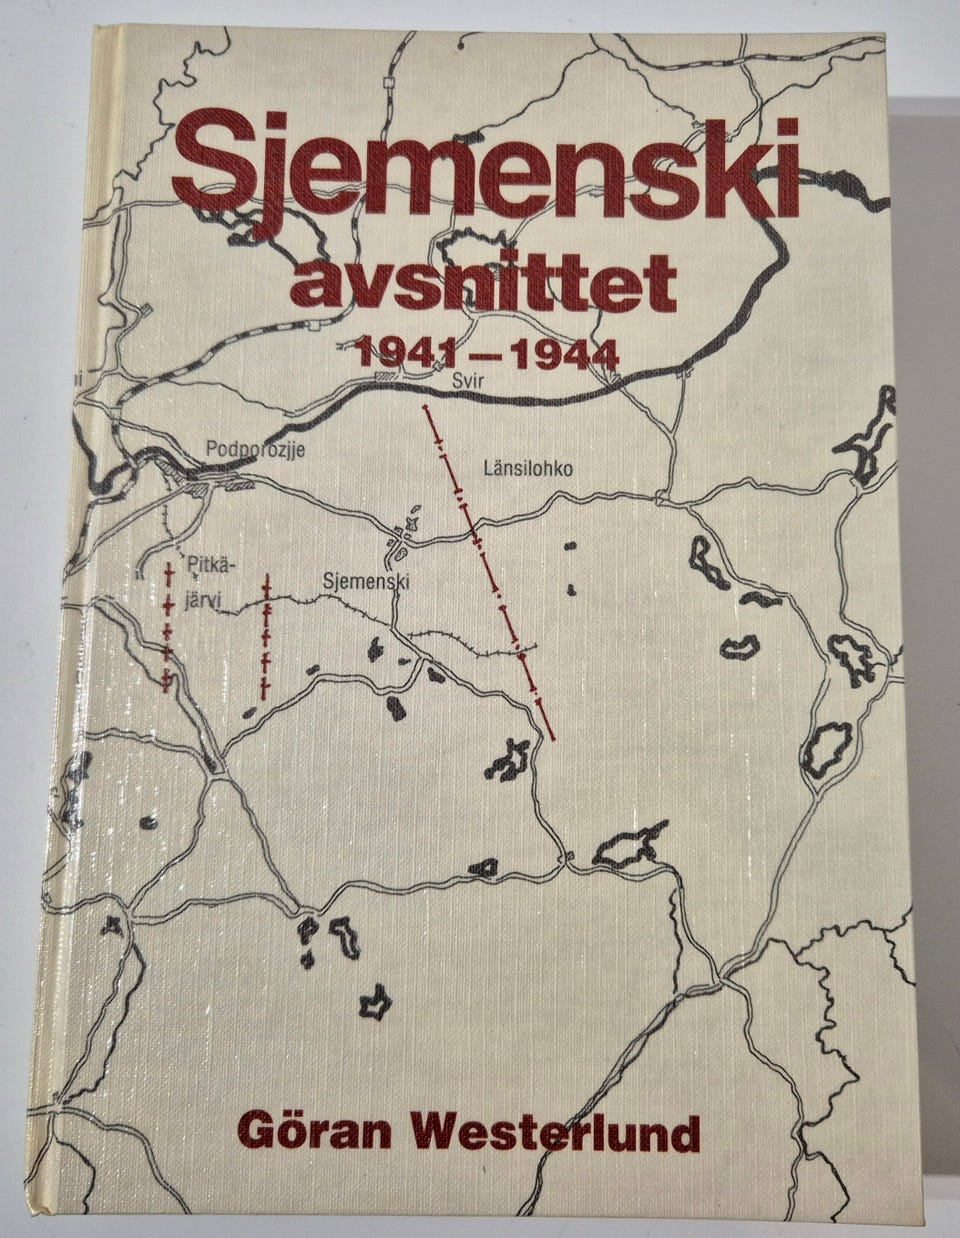 Sjemenski
avsnittet
1941–1944
Svir
Podporozjje
Länsilohko
Pitkä-
järvi
Sjemenski
Göran Westerlund